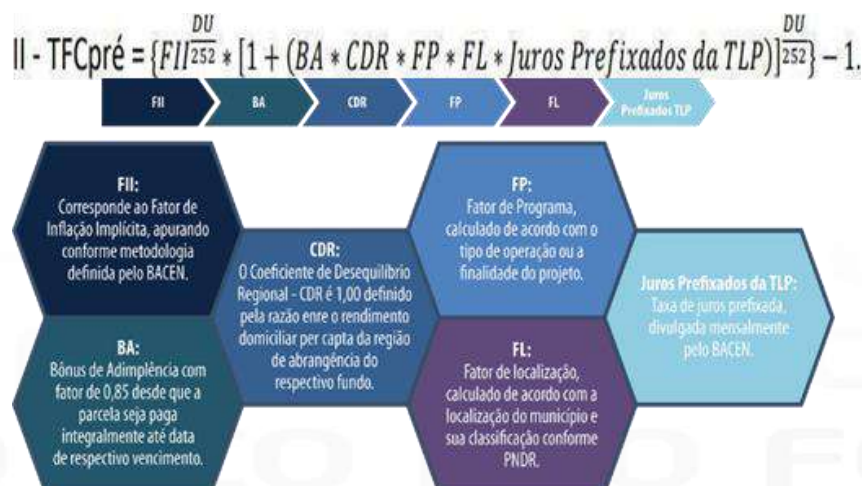 II - TFCpré = {FII^DU/252 * [1 + (BA * CDR * FP * FL * Juros Prefixados da TLP)]^DU/252} − 1.
FII
BA
CDR
FP
FL
Juros
Prefixados TLP
FII:
Corresponde ao Fator de
Inflação Implícita, apurando
conforme metodologia
definida pelo BACEN.
BA:
Bônus de Adimplência com
fator de 0,85 desde que a
parcela seja paga
integralmente até data
de respectivo vencimento.
CDR:
O Coeficiente de Desequilíbrio
Regional - CDR é 1,00 definido
pela razão enre o rendimento
domiciliar per capta da região
de abrangência do
respectivo fundo.
FP:
Fator de Programa,
calculado de acordo com o
tipo de operação ou a
finalidade do projeto.
FL:
Fator de localização,
calculado de acordo com a
localização do município e
sua classificação conforme
PNDR.
Juros Prefixados da TLP:
Taxa de juros prefixada,
divulgada mensalmente
pelo BACEN.